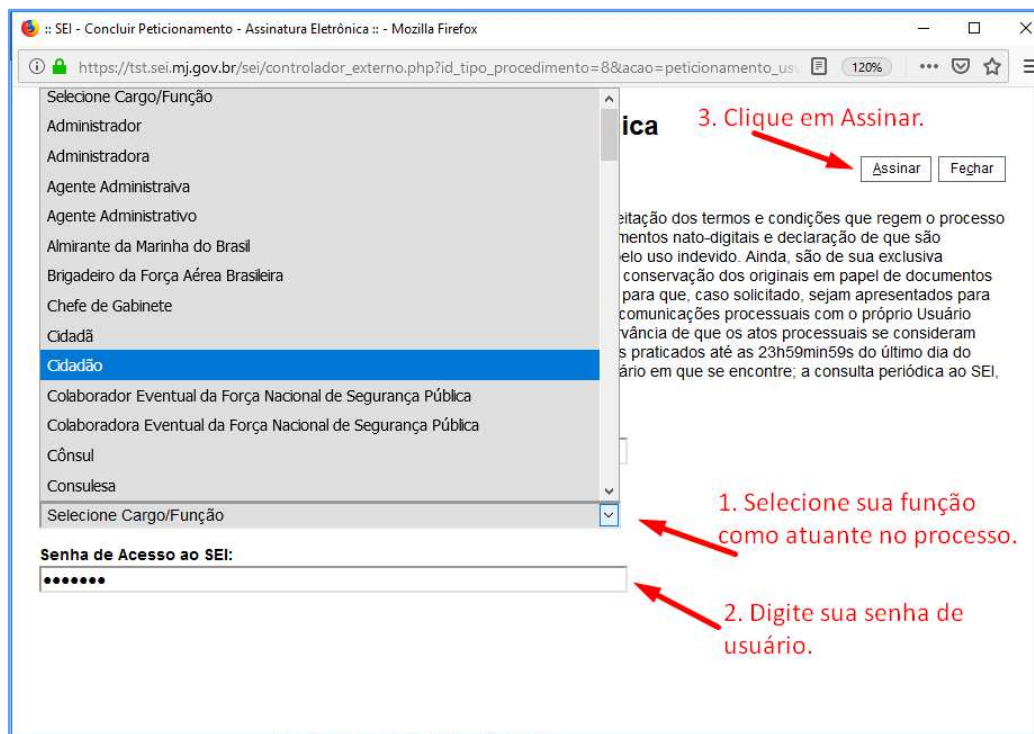 :: SEI - Concluir Peticionamento - Assinatura Eletrônica :: - Mozilla Firefox
https://tst.sei.mj.gov.br/sei/controlador_externo.php?id_tipo_procedimento=8&acao=peticionamento_usu
120%
Selecione Cargo/Função
Administrador
Administradora
Agente Administraiva
Agente Administrativo
Almirante da Marinha do Brasil
Brigadeiro da Força Aérea Brasileira
Chefe de Gabinete
Cidadã
Cidadão
Colaborador Eventual da Força Nacional de Segurança Pública
Colaboradora Eventual da Força Nacional de Segurança Pública
Cônsul
Consulesa
Selecione Cargo/Função
Senha de Acesso ao SEI:
•••••••
ica
3. Clique em Assinar.
Assinar
Fechar
eitação dos termos e condições que regem o processo
mentos nato-digitais e declaração de que são
elo uso indevido. Ainda, são de sua exclusiva
conservação dos originais em papel de documentos
para que, caso solicitado, sejam apresentados para
comunicações processuais com o próprio Usuário
rvância de que os atos processuais se consideram
s praticados até as 23h59min59s do último dia do
ário em que se encontre; a consulta periódica ao SEI,
1. Selecione sua função
como atuante no processo.
2. Digite sua senha de
usuário.